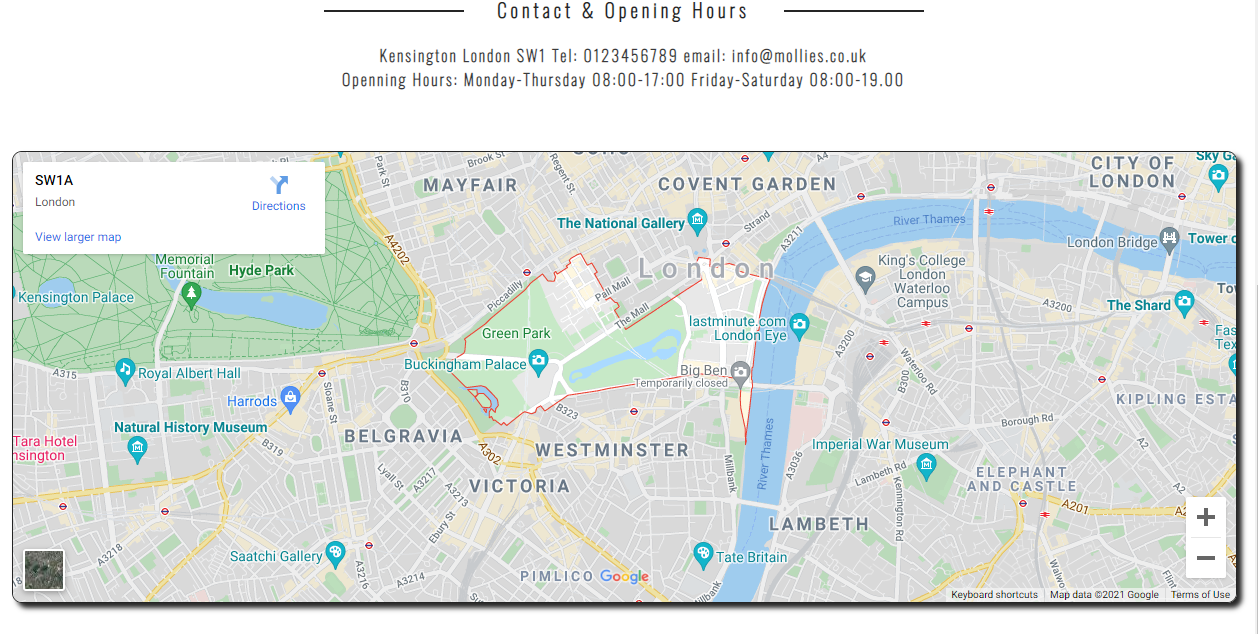 Contact & Opening Hours
Kensington London SW1 Tel: 0123456789 email: info@mollies.co.uk
Openning Hours: Monday-Thursday 08:00-17:00 Friday-Saturday 08:00-19.00
SW1A
London
Directions
View larger map
Park St
Brook St
Regent St.
A4
MAYFAIR
COVENT GARDEN
CITY OF
LONDON
The National Gallery
Strand
A3211
River Thames
London Bridge
A4202
Memorial
Fountain
Hyde Park
Kensington Palace
London
King's College
London
Waterloo
Campus
Piccadilly
Pall Mall
The Mall
The Shard
A3200
Green Park
lastminute.com
London Eye
A3200
Buckingham Palace
Big Ben
Temporarily closed
A315
Royal Albert Hall
Waterloo Rd
B300
Harrods
Sloane St
B310
B323
KIPLING ESTA
Natural History Museum
Borough Rd
BELGRAVIA
B319
A302
WESTMINSTER
River Thames
Imperial War Museum
A2
Lyall St
A3217
A3213
VICTORIA
Millbank
A3036
Lambeth Rd
Kennington Rd
ELEPHANT
AND CASTLE
A201
A2
Ebury St
LAMBETH
A3218
Saatchi Gallery
A3216
A3214
PIMLICO
Google
Tate Britain
Millbank
Keyboard shortcuts
Map data ©2021 Google
Terms of Use